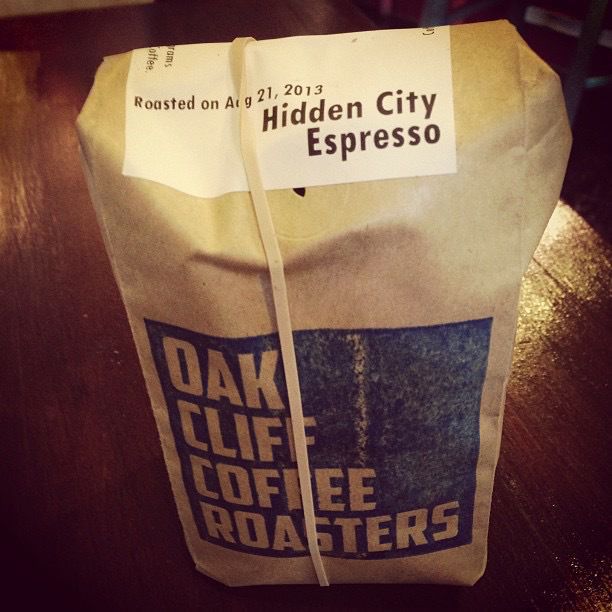 Roasted on Aug 21, 2013
Hidden City
Espresso
OAK
CLIFF
COFFEE
ROASTERS